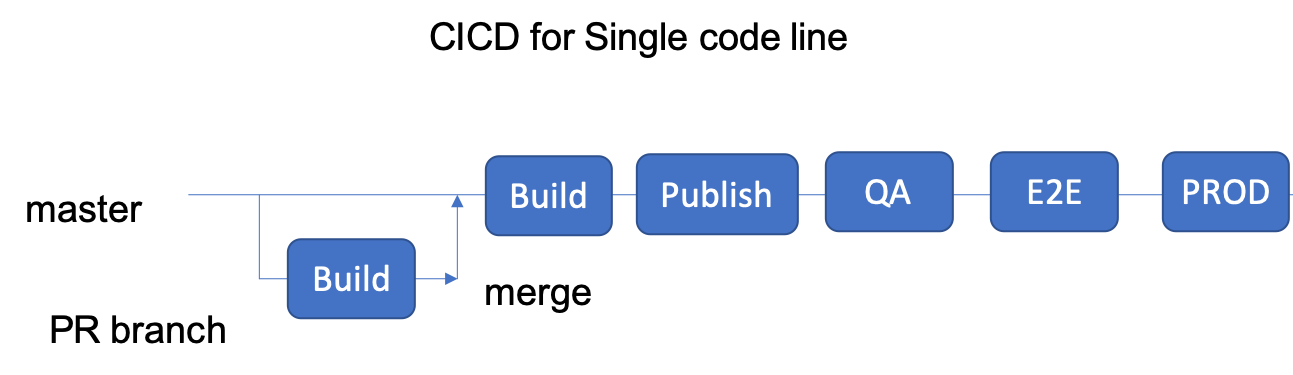 CICD for Single code line
master
Build
Publish
QA
E2E
PROD
Build
merge
PR branch